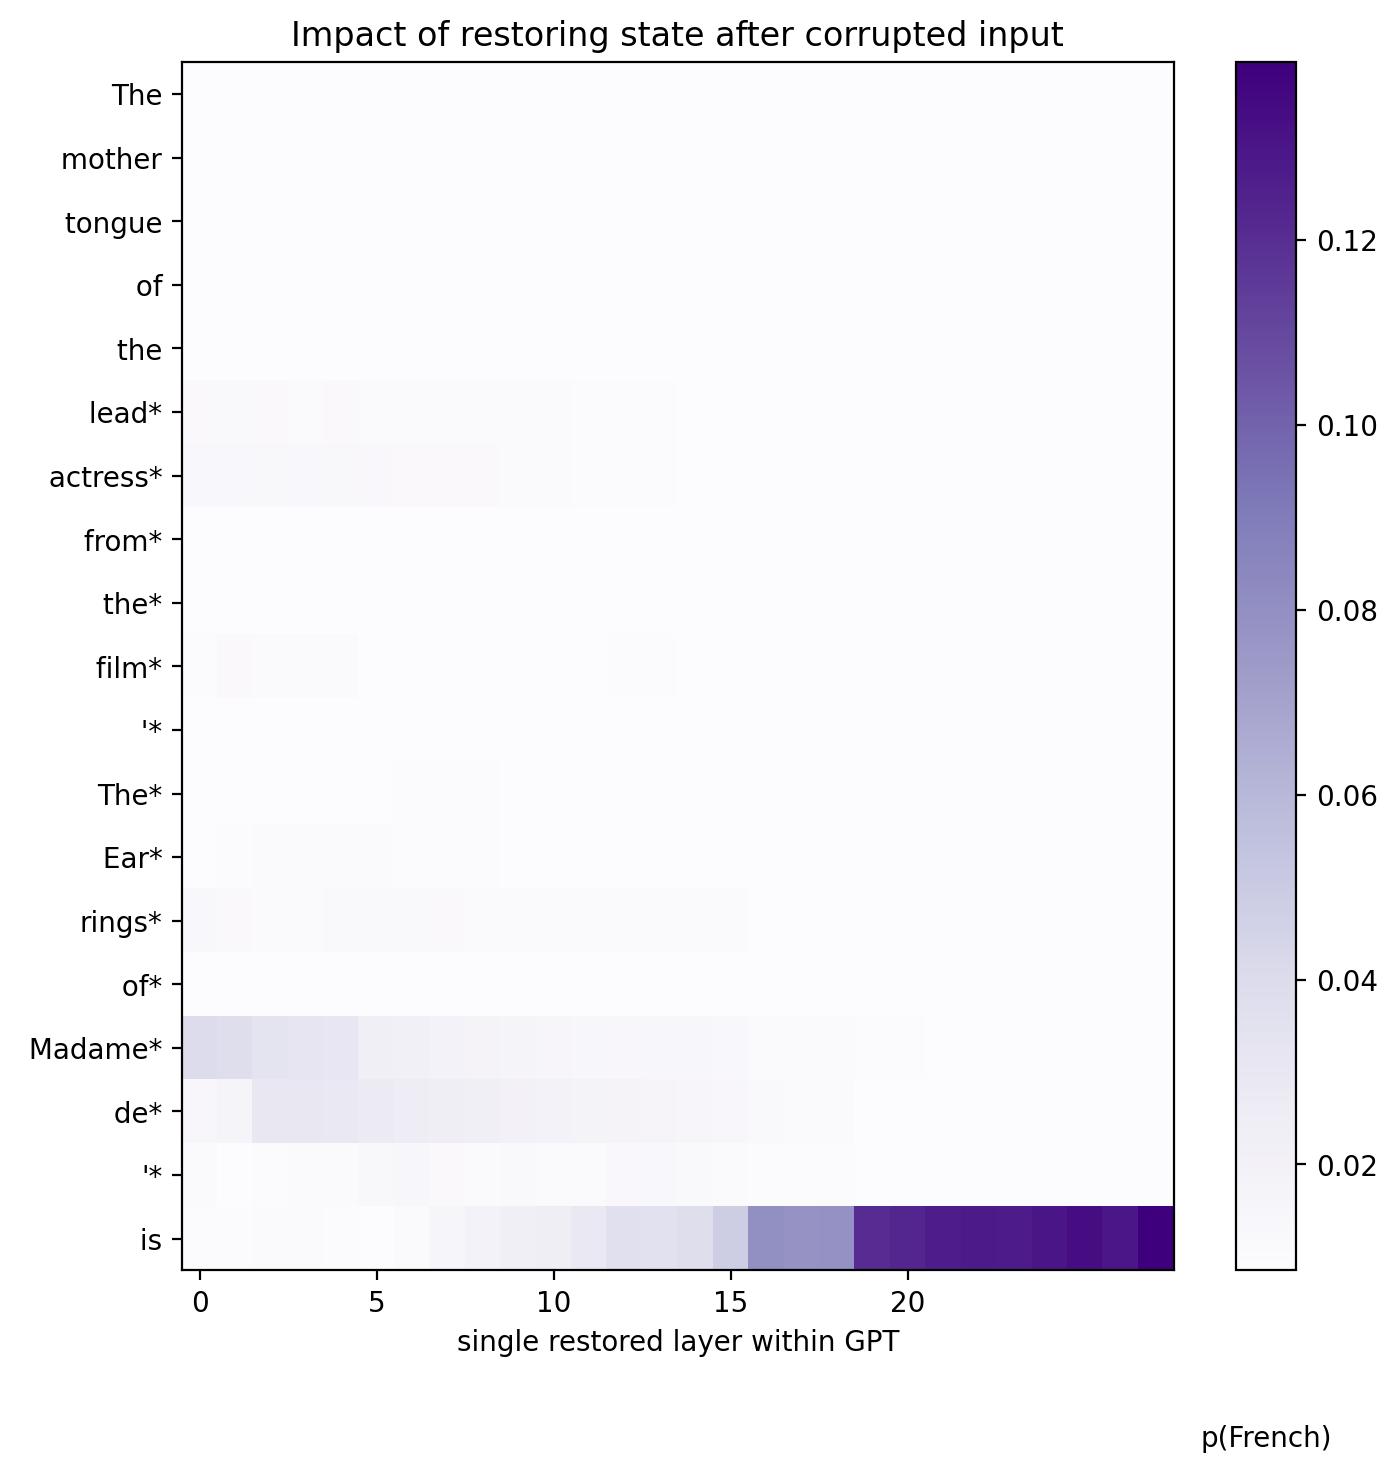 Impact of restoring state after corrupted input
The
mother
tongue
of
the
lead*
actress*
from*
the*
film*
'*
The*
Ear*
rings*
of*
Madame*
de*
'*
is
0 5 10 15 20
single restored layer within GPT
0.12
0.10
0.08
0.06
0.04
0.02
p(French)